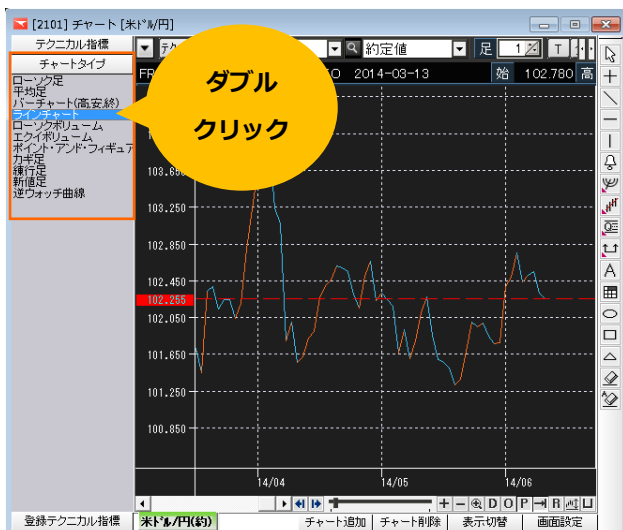 [2101] チャート [米ドル/円]
テクニカル指標
約定値
足
1
T
チャートタイプ
ローソク足
平均足
バーチャート(高,安,終)
ラインチャート
ローソクボリューム
エクイボリューム
ポイント・アンド・フィギュア
カギ足
練行足
新値足
逆ウォッチ曲線
ダブル
クリック
2014-03-13
始 102.780 高
103.250
102.850
102.450
102.255
102.050
101.650
101.250
100.850
14/04
14/05
14/06
A
D O P R
登録テクニカル指標
米ドル/円(約)
チャート追加
チャート削除
表示切替
画面設定